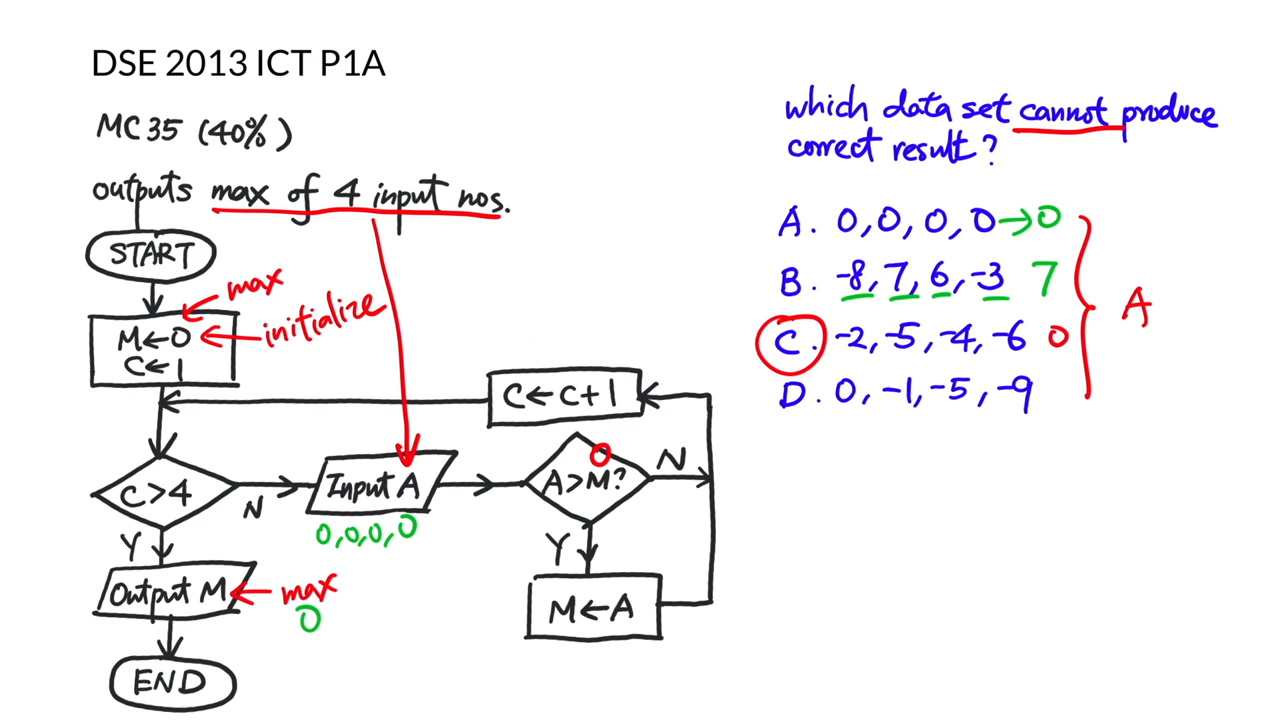 DSE 2013 ICT P1A
MC35 (40%)
outputs max of 4 input nos.
START
max
M←0
C←1
initialize
C←C+1
C>4
N
Input A
0,0,0,0
A>M?
0
N
Y
Y
Output M
max
0
M←A
END
which data set cannot produce
correct result?
A. 0,0,0,0→0
B. -8,7,6,-3 7
C. -2,-5,-4,-6 0
D. 0,-1,-5,-9
A